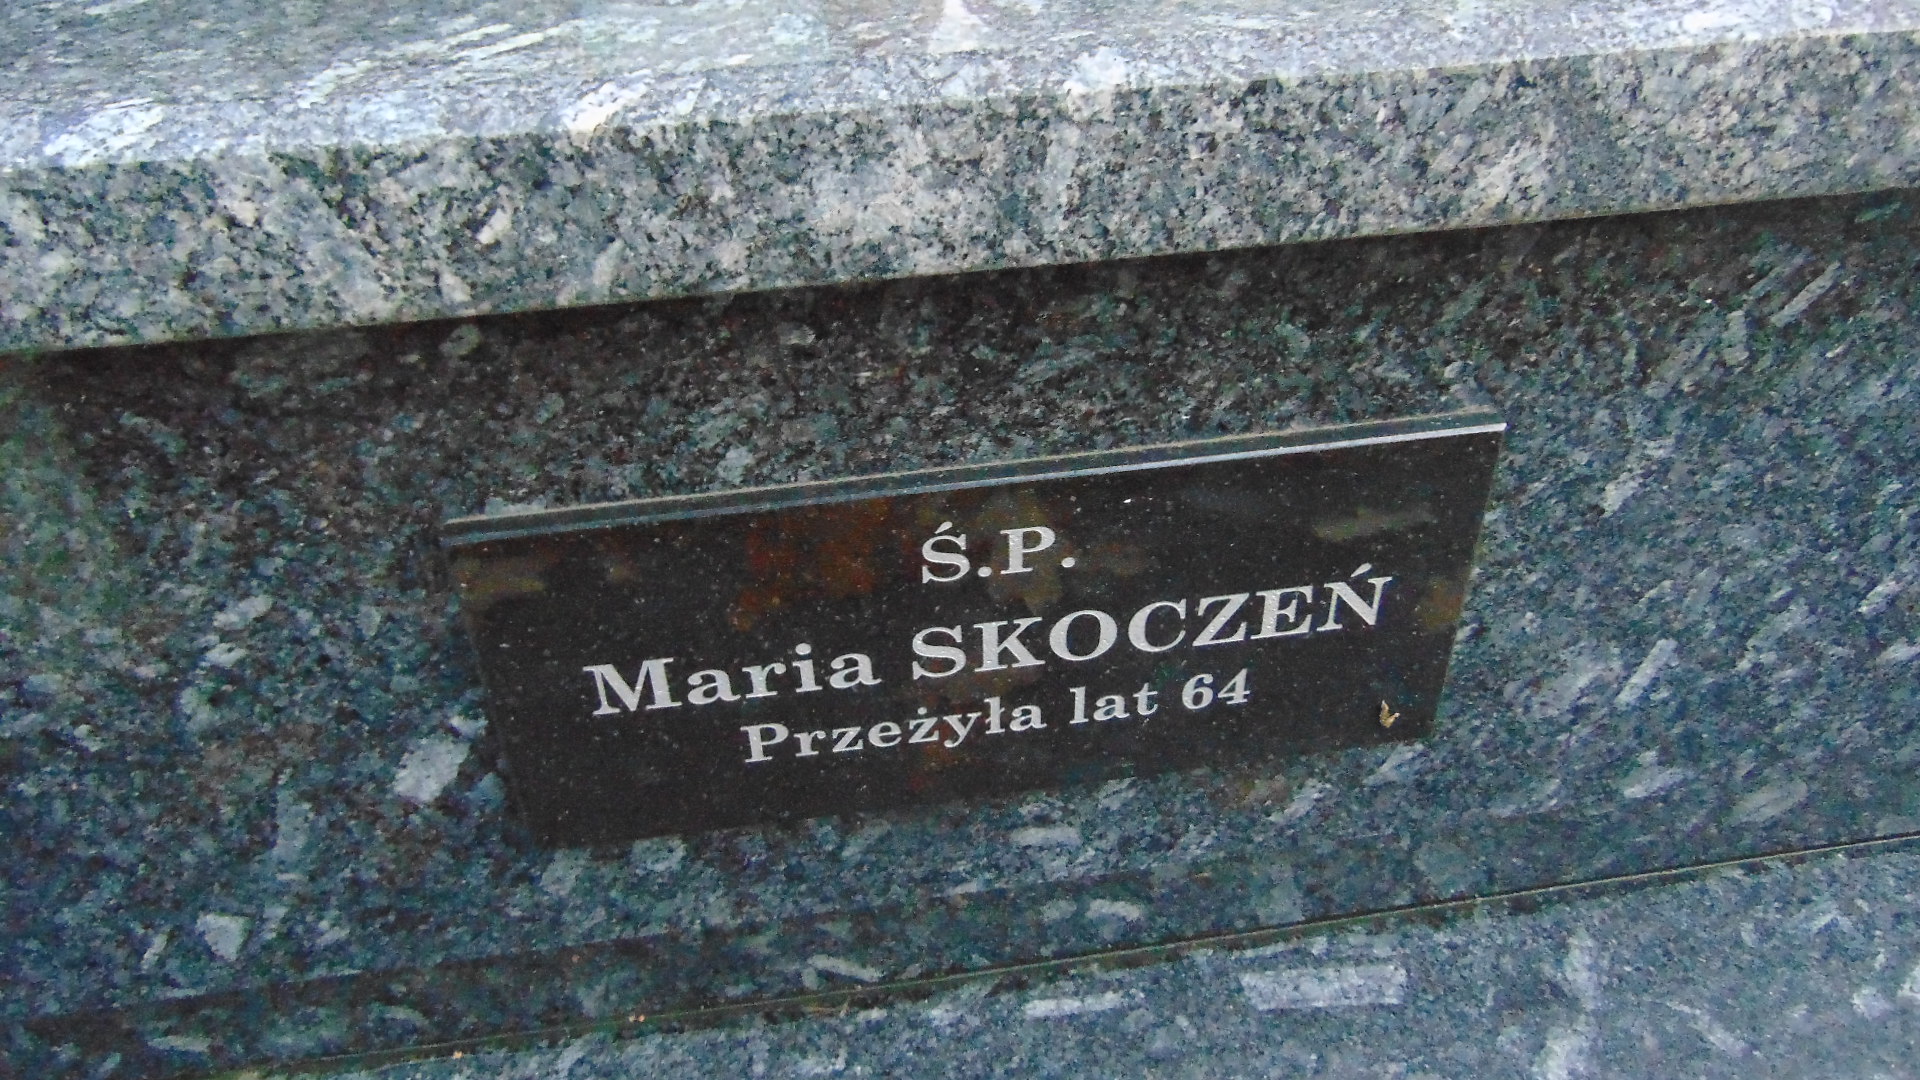 Ś.P.
Maria SKOCZEŃ
Przeżyła lat 64